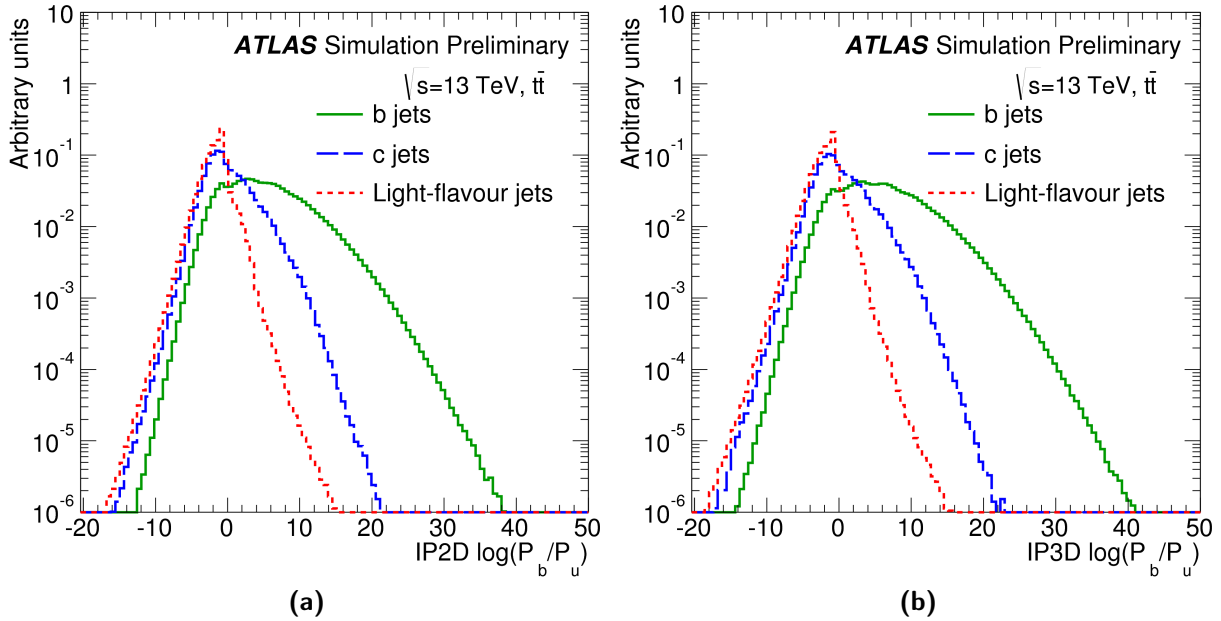 Arbitrary units
10
1
10⁻¹
10⁻²
10⁻³
10⁻⁴
10⁻⁵
10⁻⁶
ATLAS Simulation Preliminary
√s=13 TeV, tt̄
b jets
c jets
Light-flavour jets
-20 -10 0 10 20 30 40 50
IP2D log(P_b/P_u)
(a)
Arbitrary units
10
1
10⁻¹
10⁻²
10⁻³
10⁻⁴
10⁻⁵
10⁻⁶
ATLAS Simulation Preliminary
√s=13 TeV, tt̄
b jets
c jets
Light-flavour jets
-20 -10 0 10 20 30 40 50
IP3D log(P_b/P_u)
(b)